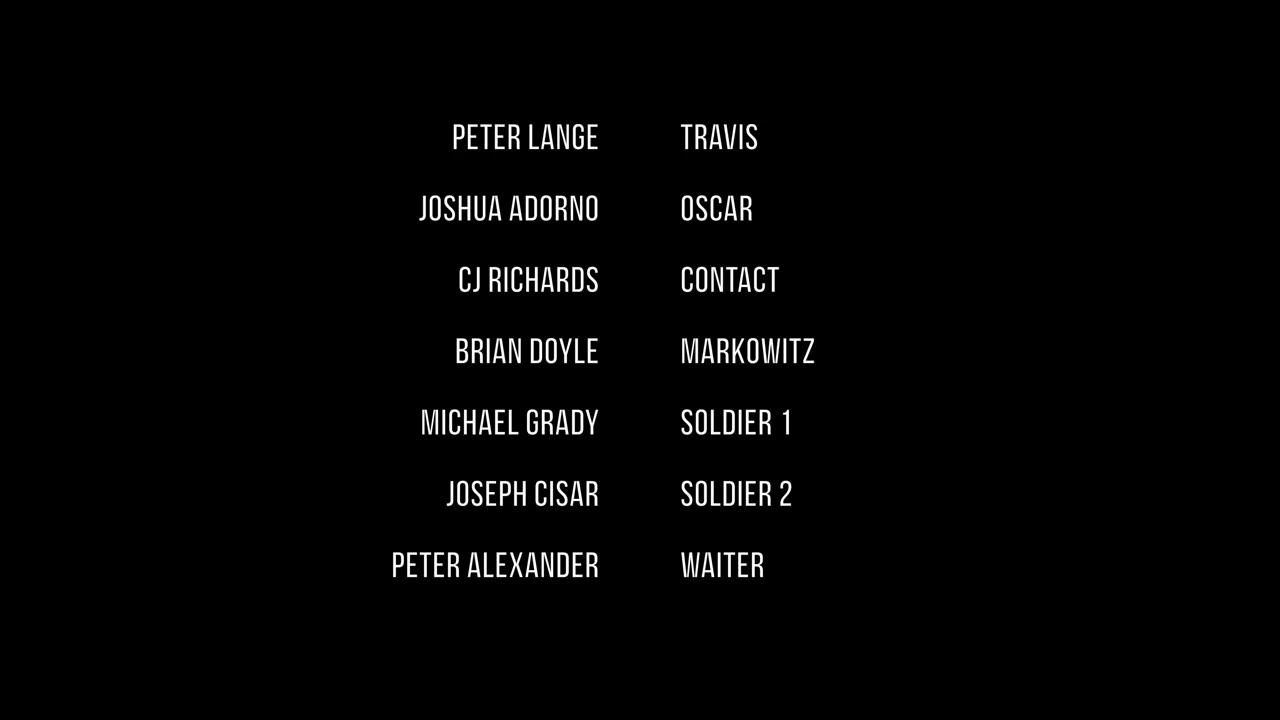 PETER LANGE TRAVIS
JOSHUA ADORNO OSCAR
CJ RICHARDS CONTACT
BRIAN DOYLE MARKOWITZ
MICHAEL GRADY SOLDIER 1
JOSEPH CISAR SOLDIER 2
PETER ALEXANDER WAITER